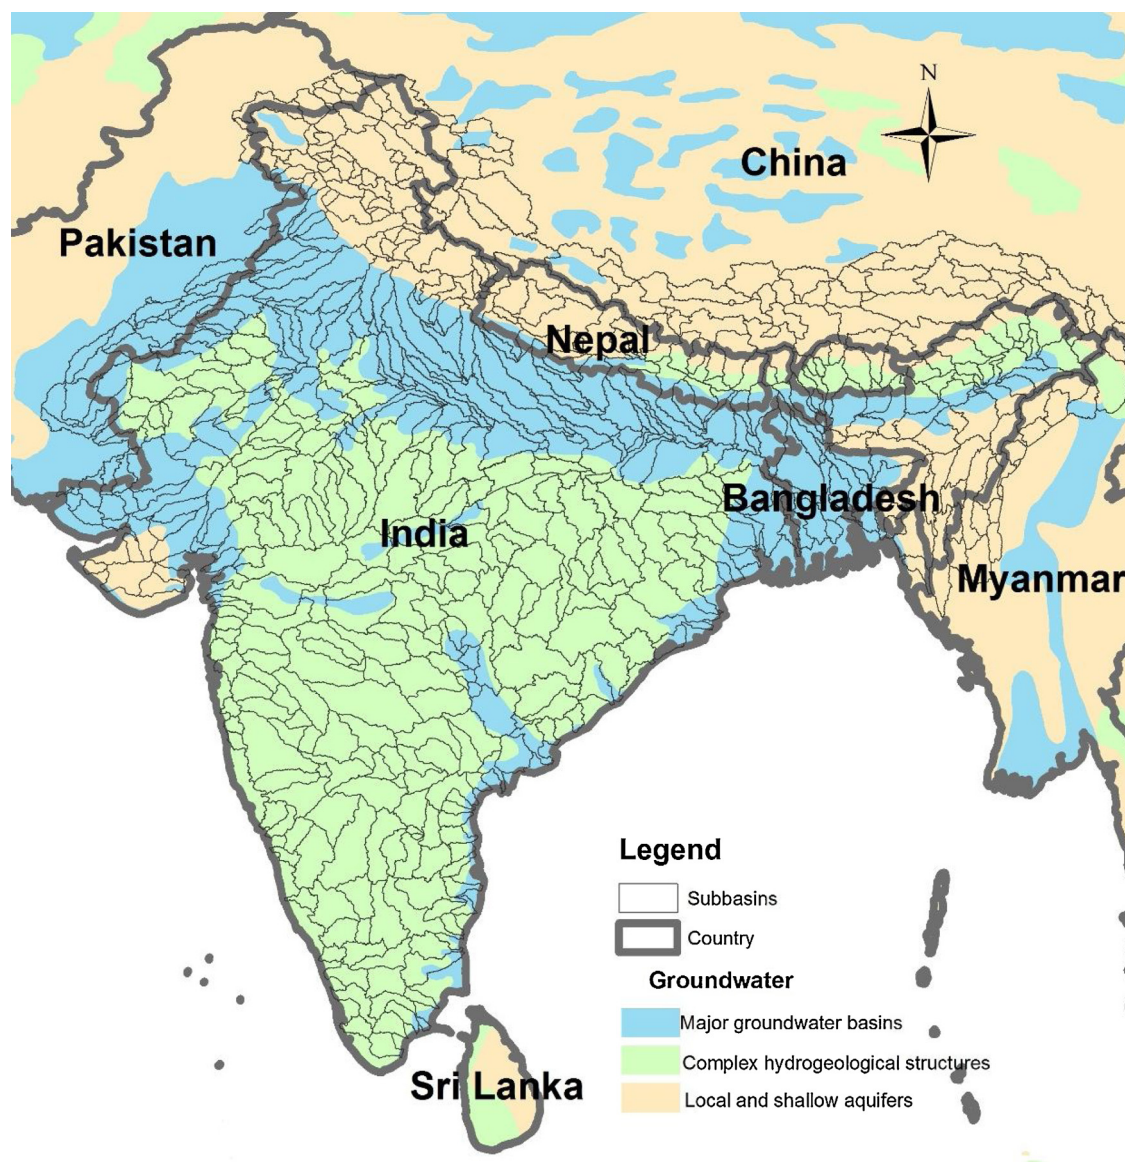 N
China
Pakistan
Nepal
Bangladesh
India
Myanmar
Legend
Subbasins
Country
Groundwater
Major groundwater basins
Complex hydrogeological structures
Local and shallow aquifers
Sri Lanka